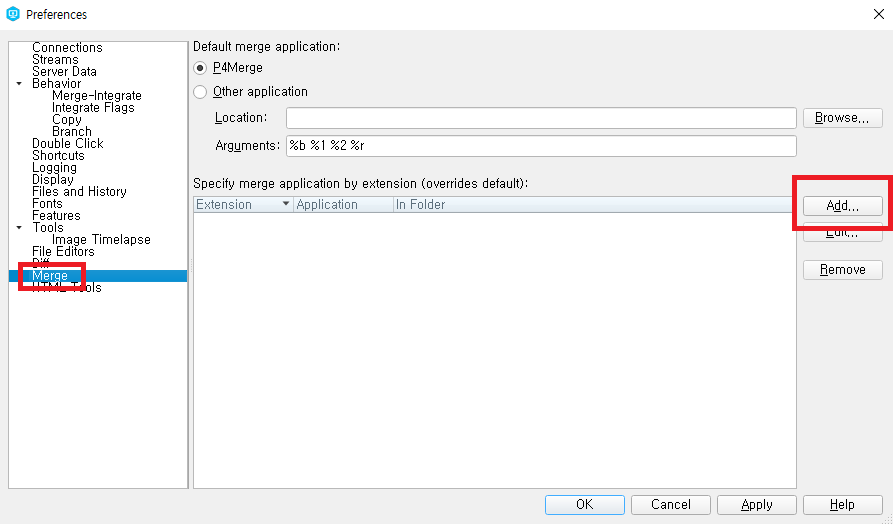 Preferences
Connections
Streams
Server Data
Behavior
Merge-Integrate
Integrate Flags
Copy
Branch
Double Click
Shortcuts
Logging
Display
Files and History
Fonts
Features
Tools
Image Timelapse
File Editors
Diff
Merge
HTML Tools
Default merge application:
P4Merge
Other application
Location:
Browse...
Arguments: %b %1 %2 %r
Specify merge application by extension (overrides default):
Extension Application In Folder
Add...
Edit...
Remove
OK Cancel Apply Help